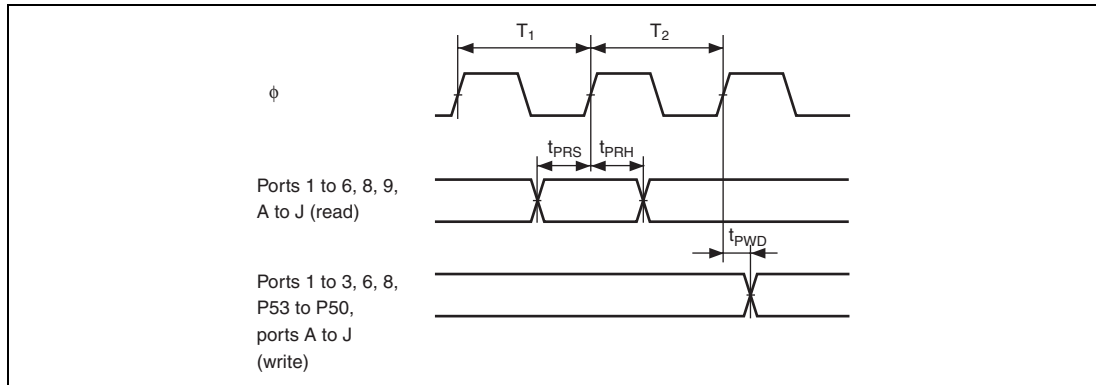 T1 T2
φ
tPRS tPRH
Ports 1 to 6, 8, 9,
A to J (read)
tPWD
Ports 1 to 3, 6, 8,
P53 to P50,
ports A to J
(write)